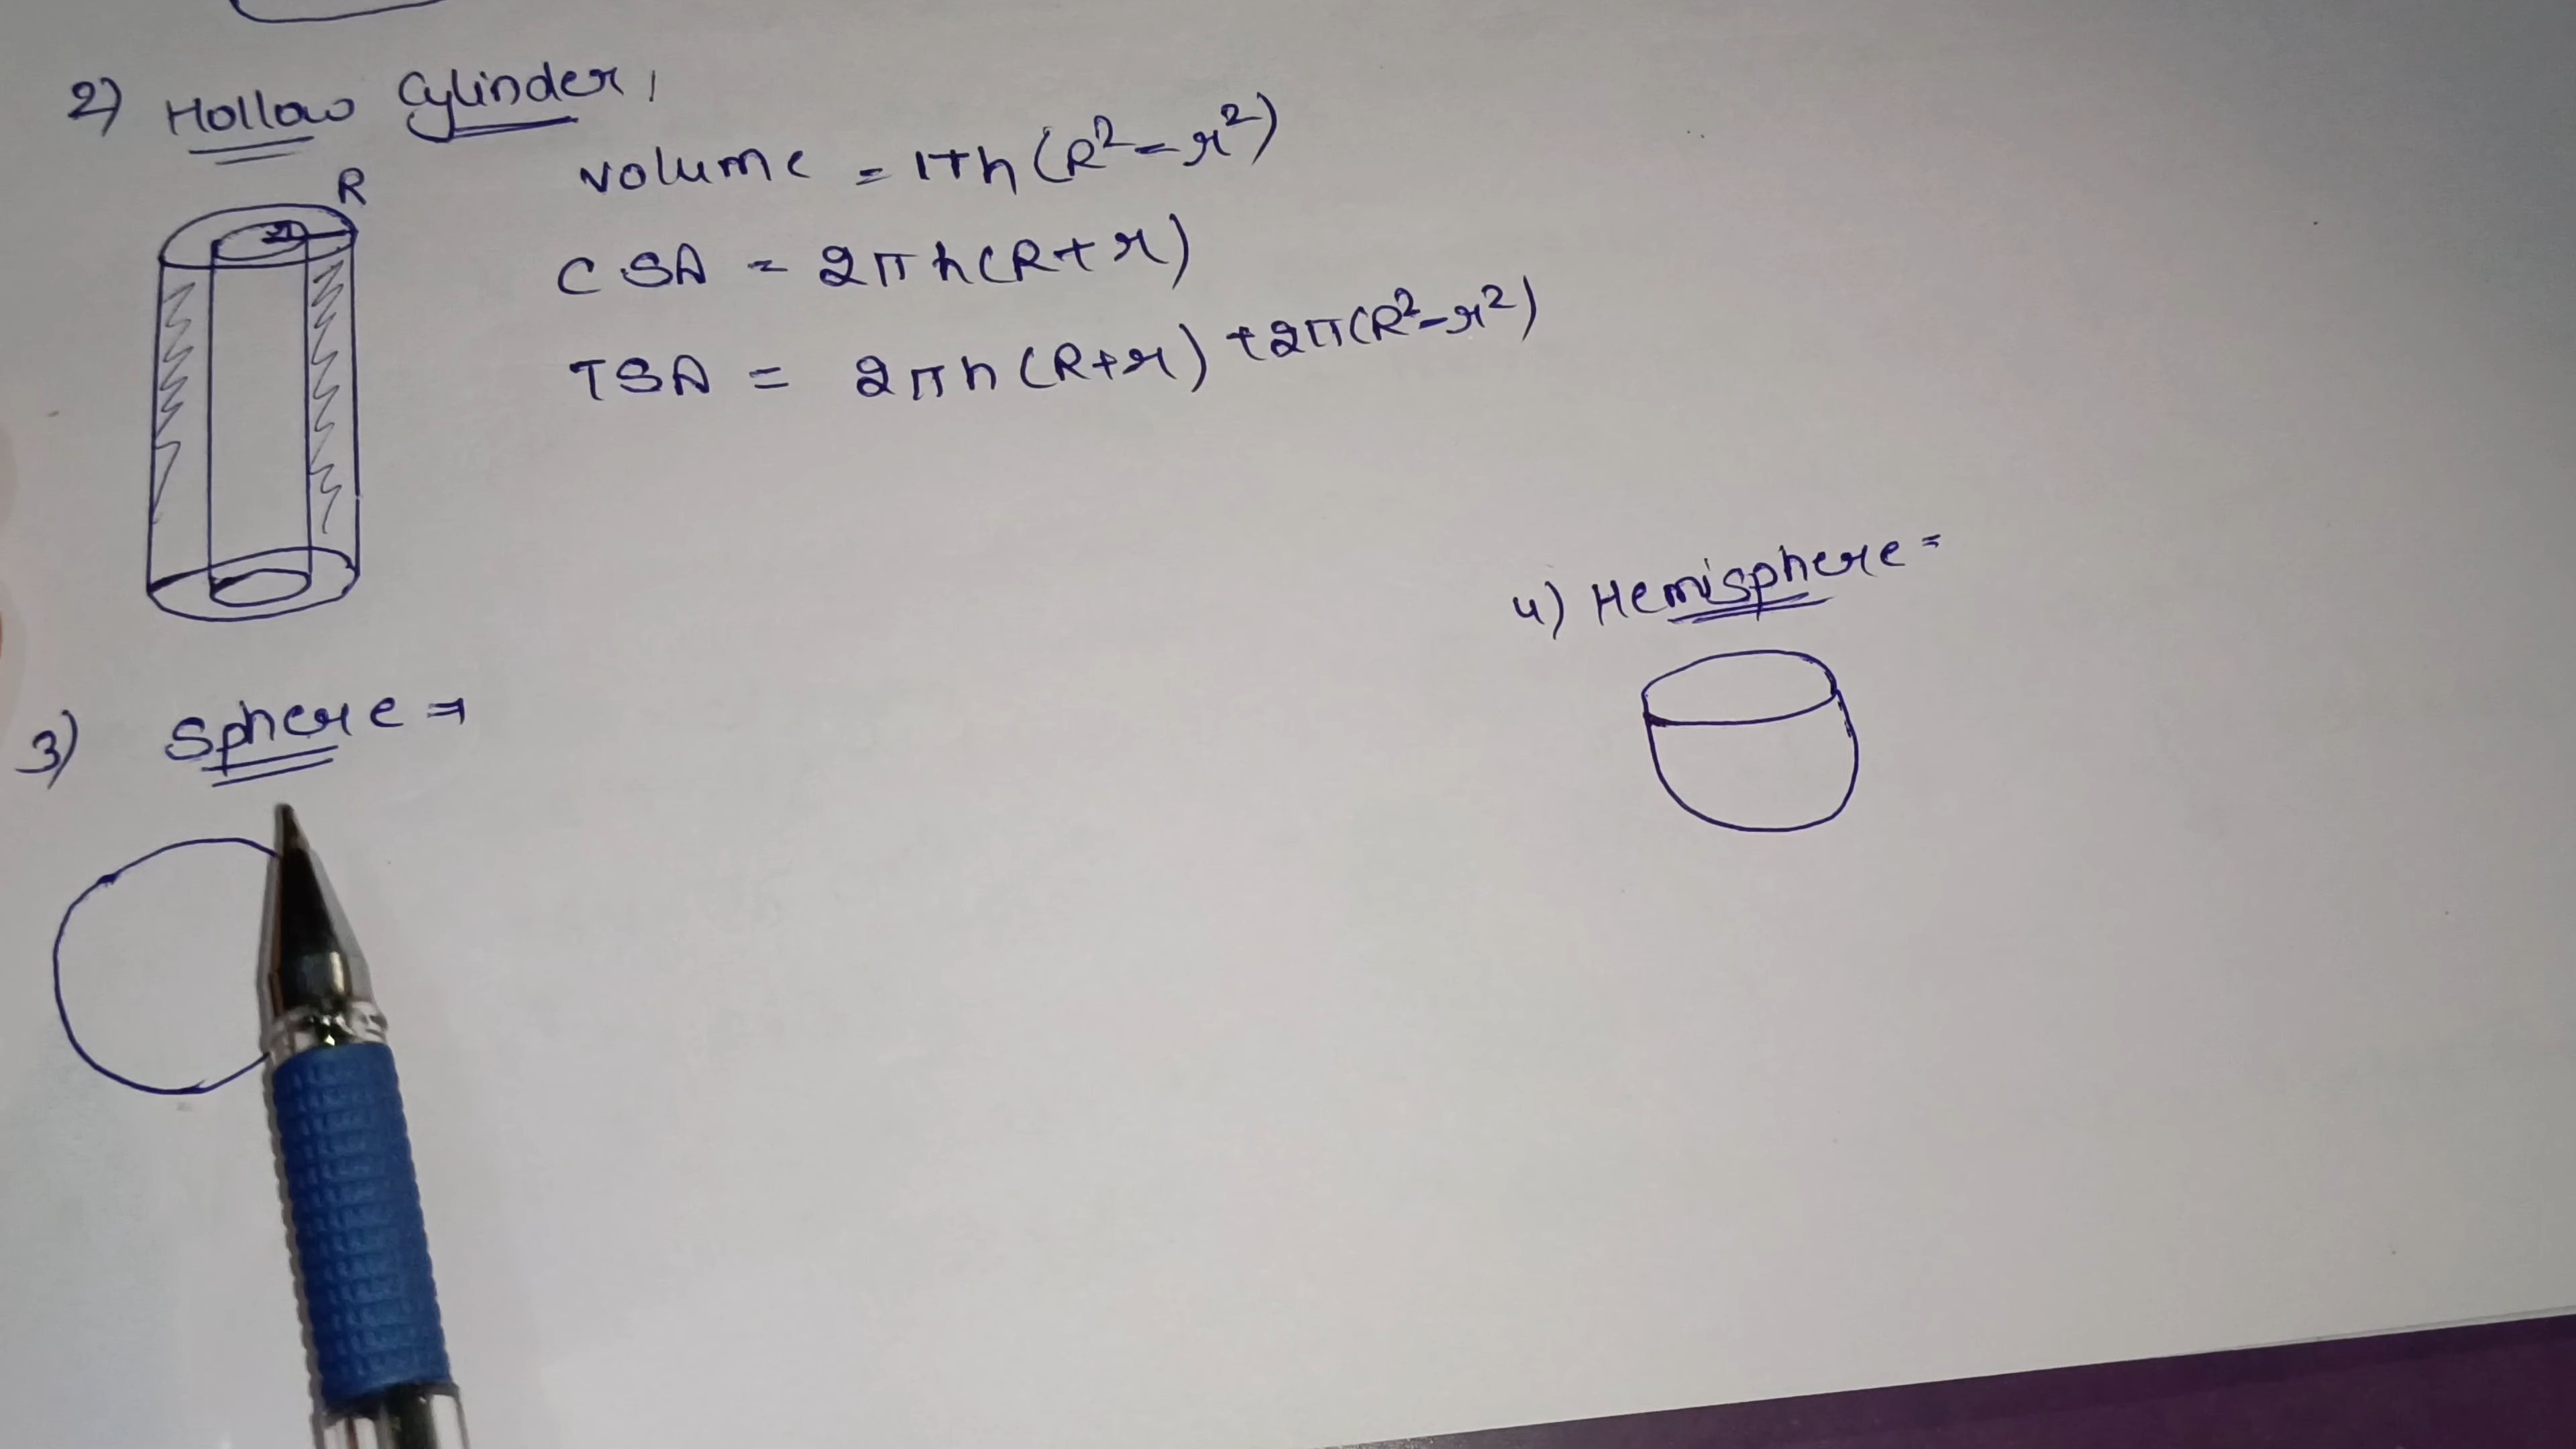 2) Hollow Cylinder,
R
r
Volume = πh(R²-r²)
CSA = 2πh(R+r)
TSA = 2πh(R+r) +2π(R²-r²)
4) Hemisphere =
3) Sphere =